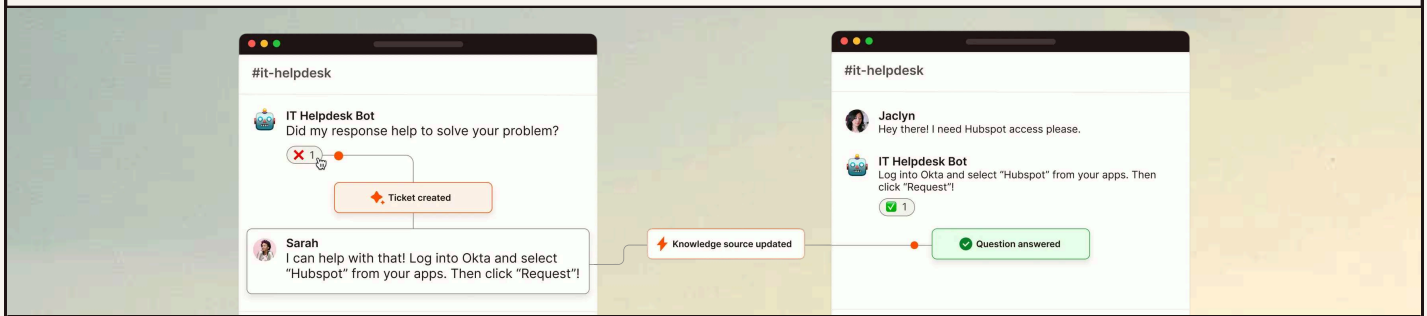 #it-helpdesk
IT Helpdesk Bot
Did my response help to solve your problem?
1
Ticket created
Sarah
I can help with that! Log into Okta and select
“Hubspot” from your apps. Then click “Request”!
Knowledge source updated
#it-helpdesk
Jaclyn
Hey there! I need Hubspot access please.
IT Helpdesk Bot
Log into Okta and select “Hubspot” from your apps. Then
click “Request”!
1
Question answered